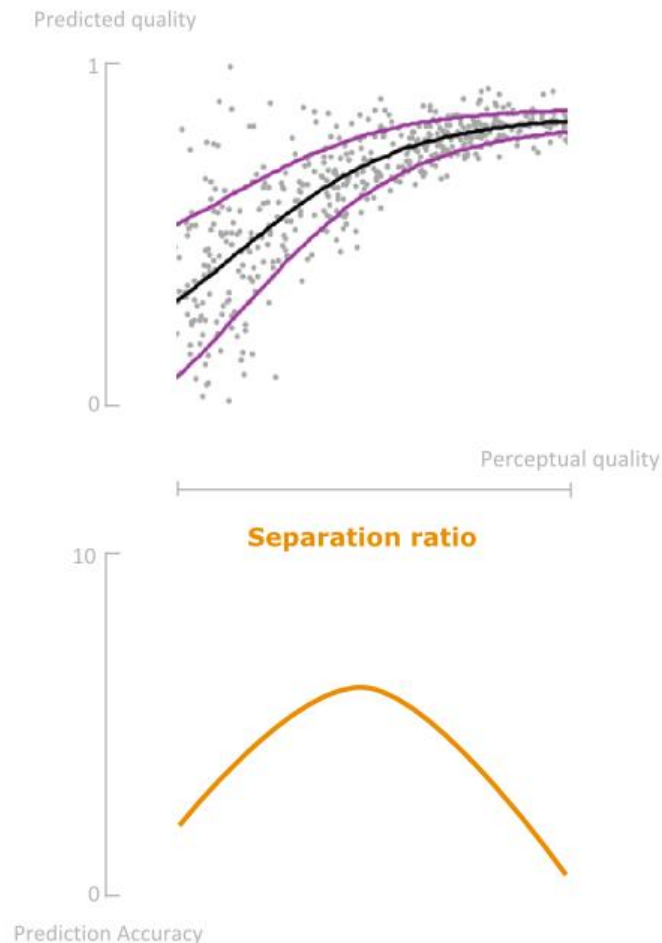 Predicted quality
1
0
Perceptual quality
Separation ratio
10
0
Prediction Accuracy